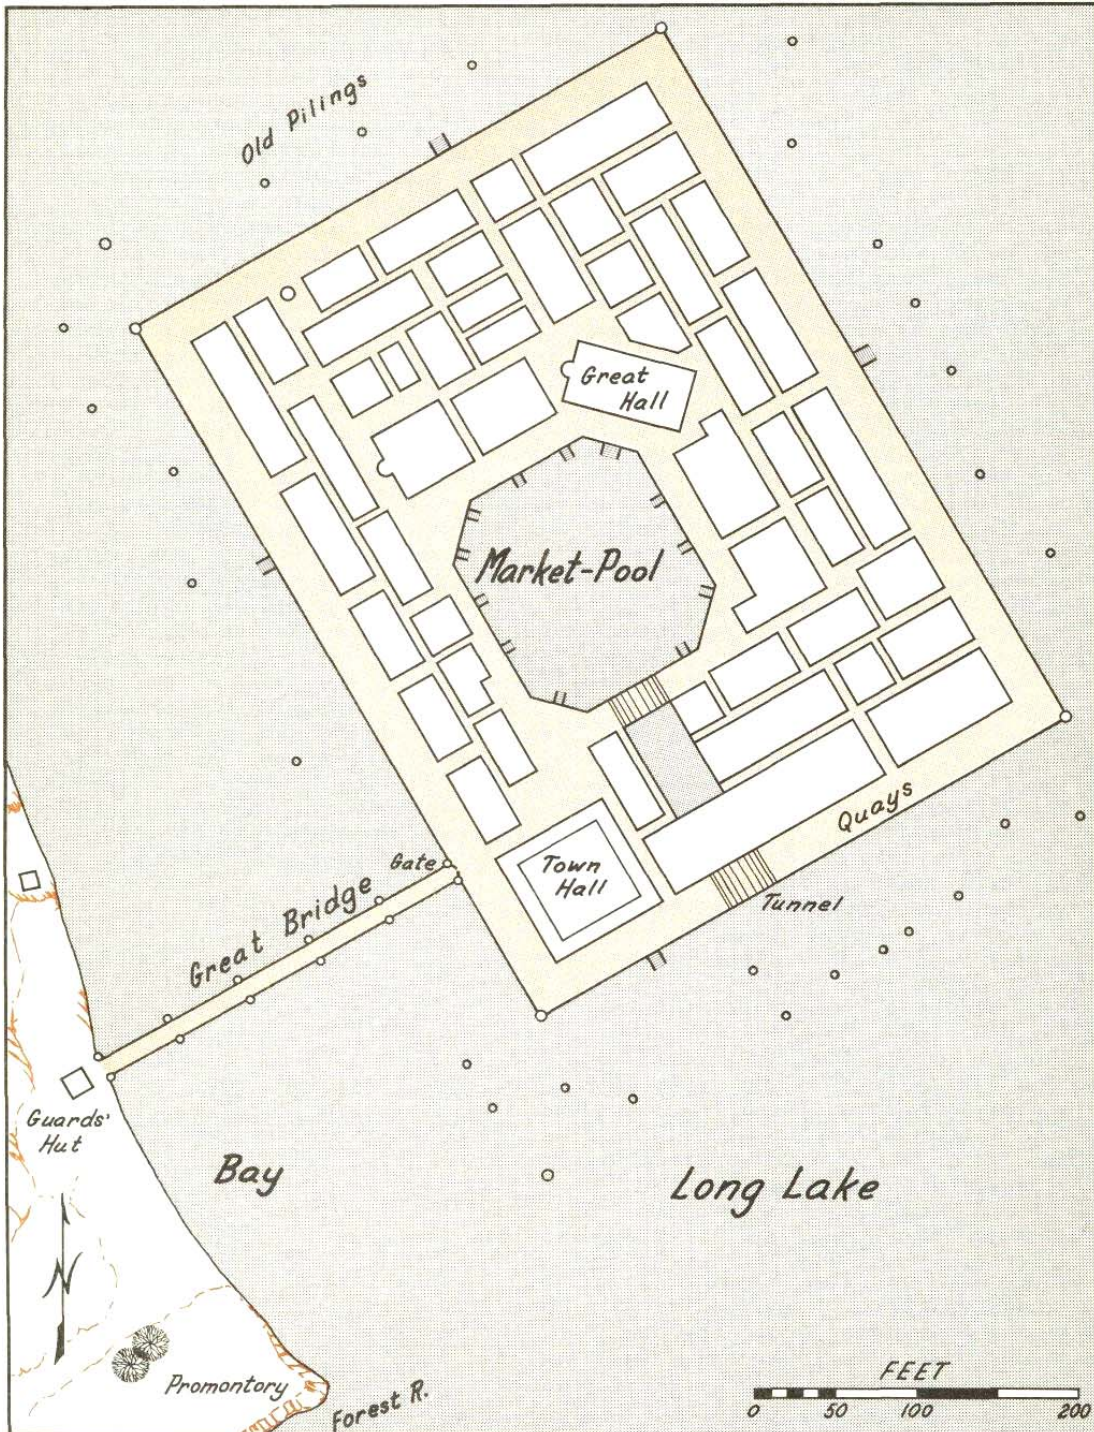 Old Pilings
Great
Hall
Market-Pool
Quays
Gate
Town
Hall
Tunnel
Great Bridge
Guards'
Hut
Bay
Long Lake
N
Promontory
Forest R.
FEET
0 50 100 200